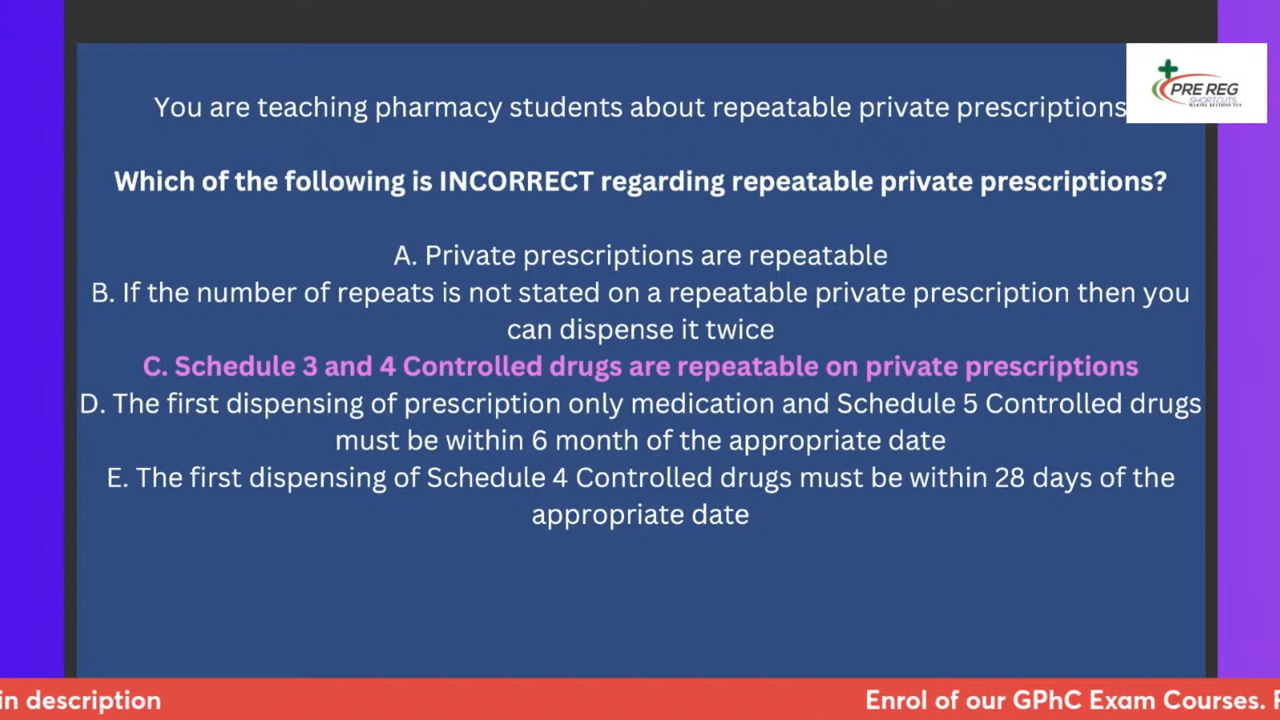 You are teaching pharmacy students about repeatable private prescriptions
PRE REG
SHORTCUTS
MAKING REVISION FUN
Which of the following is INCORRECT regarding repeatable private prescriptions?
A. Private prescriptions are repeatable
B. If the number of repeats is not stated on a repeatable private prescription then you
can dispense it twice
C. Schedule 3 and 4 Controlled drugs are repeatable on private prescriptions
D. The first dispensing of prescription only medication and Schedule 5 Controlled drugs
must be within 6 month of the appropriate date
E. The first dispensing of Schedule 4 Controlled drugs must be within 28 days of the
appropriate date
in description
Enrol of our GPhC Exam Courses.